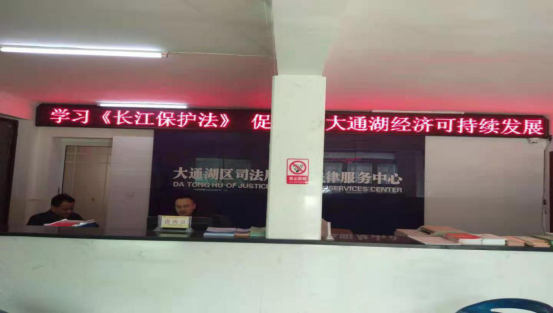 学习《长江保护法》 促 大通湖经济可持续发展
大通湖区司法局 律服务中心
DA TONG HU OF JUSTICE SERVICES CENTER